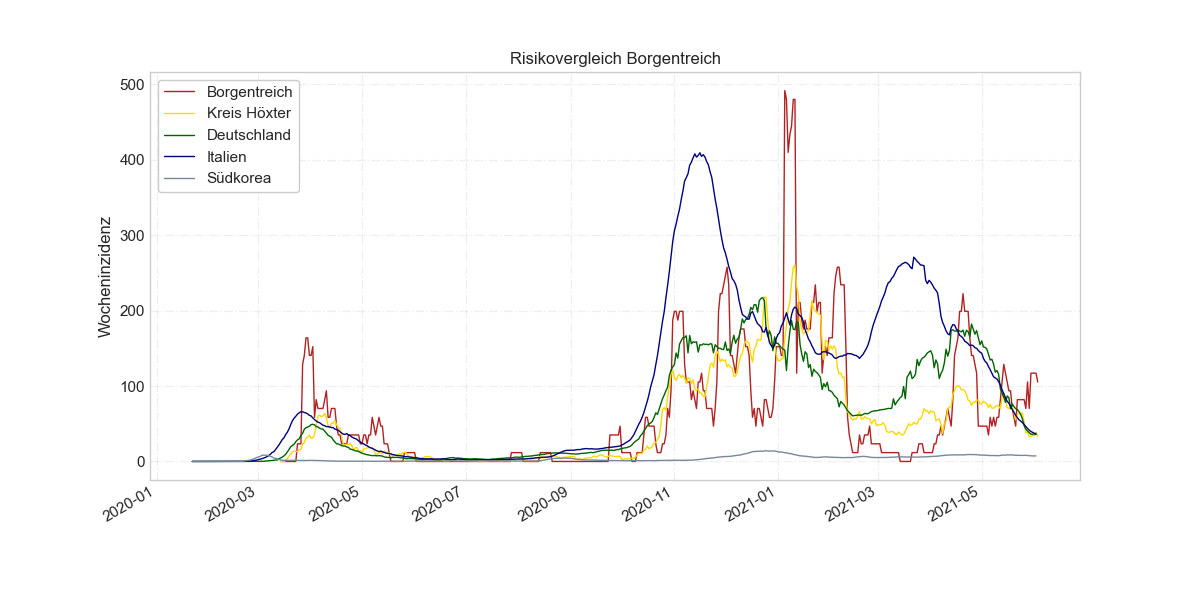 Risikovergleich Borgentreich
Wocheninzidenz
500
400
300
200
100
0
Borgentreich
Kreis Höxter
Deutschland
Italien
Südkorea
2020-01
2020-03
2020-05
2020-07
2020-09
2020-11
2021-01
2021-03
2021-05